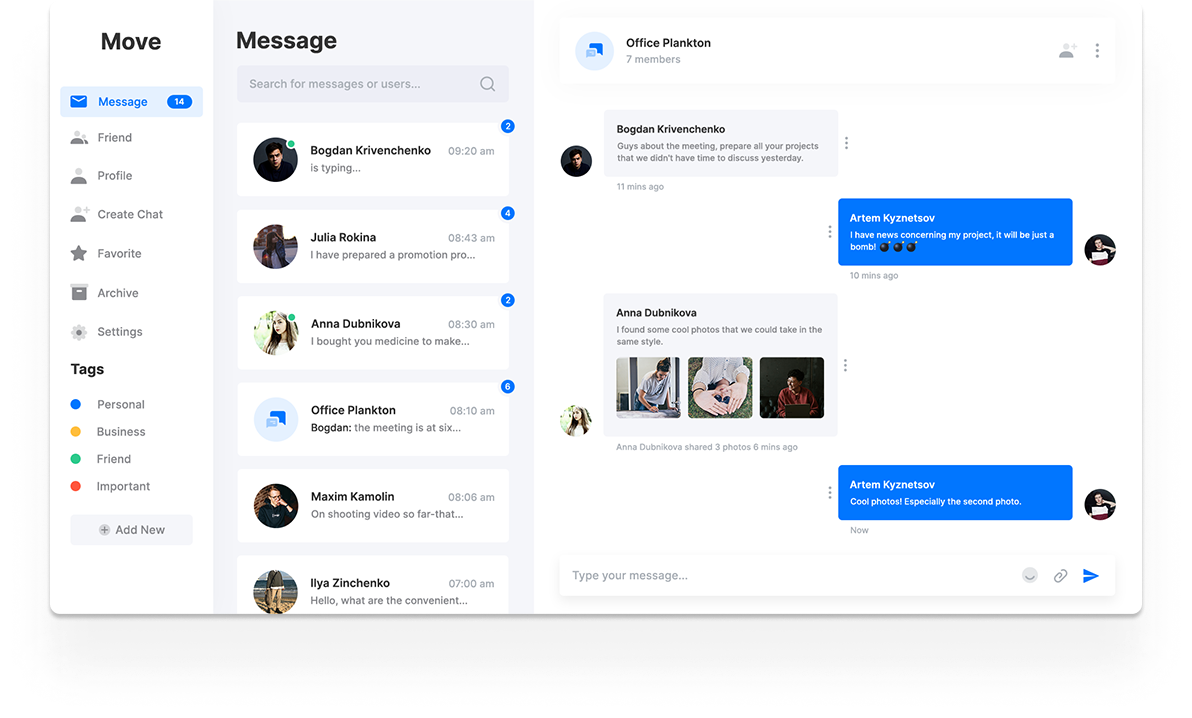 Move
Message 14
Friend
Profile
Create Chat
Favorite
Archive
Settings
Tags
Personal
Business
Friend
Important
Add New
Message
Search for messages or users...
2
Bogdan Krivenchenko 09:20 am
is typing...
4
Julia Rokina 08:43 am
I have prepared a promotion pro...
2
Anna Dubnikova 08:30 am
I bought you medicine to make...
6
Office Plankton 08:10 am
Bogdan: the meeting is at six...
Maxim Kamolin 08:06 am
On shooting video so far-that...
Ilya Zinchenko 07:00 am
Hello, what are the convenient...
Office Plankton
7 members
Bogdan Krivenchenko
Guys about the meeting, prepare all your projects
that we didn't have time to discuss yesterday.
11 mins ago
Artem Kyznetsov
I have news concerning my project, it will be just a
bomb! 💣 💣 💣
10 mins ago
Anna Dubnikova
I found some cool photos that we could take in the
same style.
Anna Dubnikova shared 3 photos 6 mins ago
Artem Kyznetsov
Cool photos! Especially the second photo.
Now
Type your message...